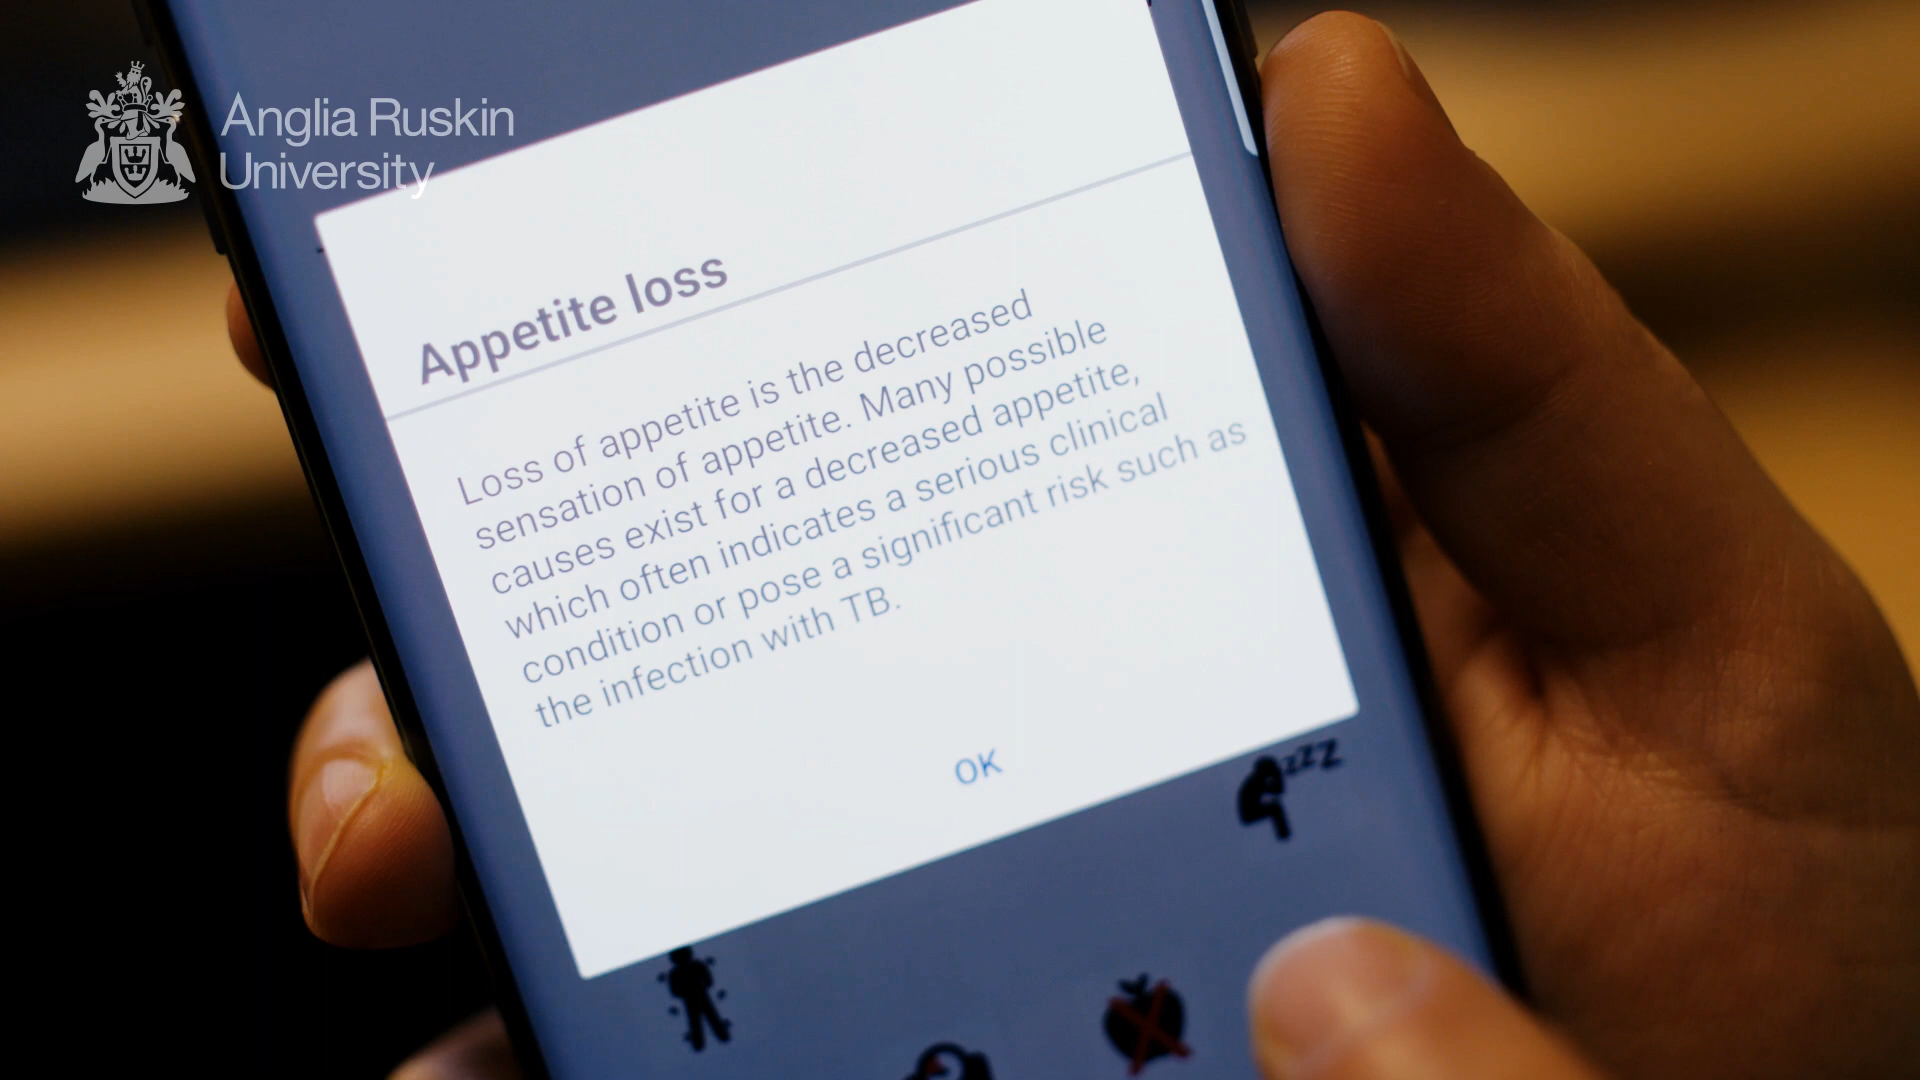 Anglia Ruskin
University
Appetite loss
Loss of appetite is the decreased
sensation of appetite. Many possible
causes exist for a decreased appetite,
which often indicates a serious clinical
condition or pose a significant risk such as
the infection with TB.
OK
zzZ